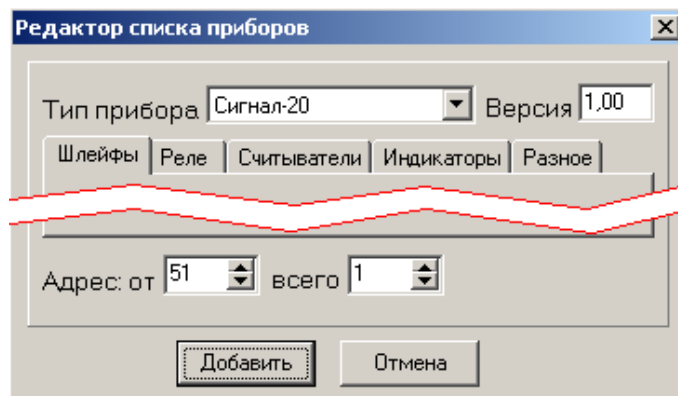 Редактор списка приборов
Тип прибора Сигнал-20 Версия 1,00
Шлейфы Реле Считыватели Индикаторы Разное
Адрес: от 51 всего 1
Добавить Отмена